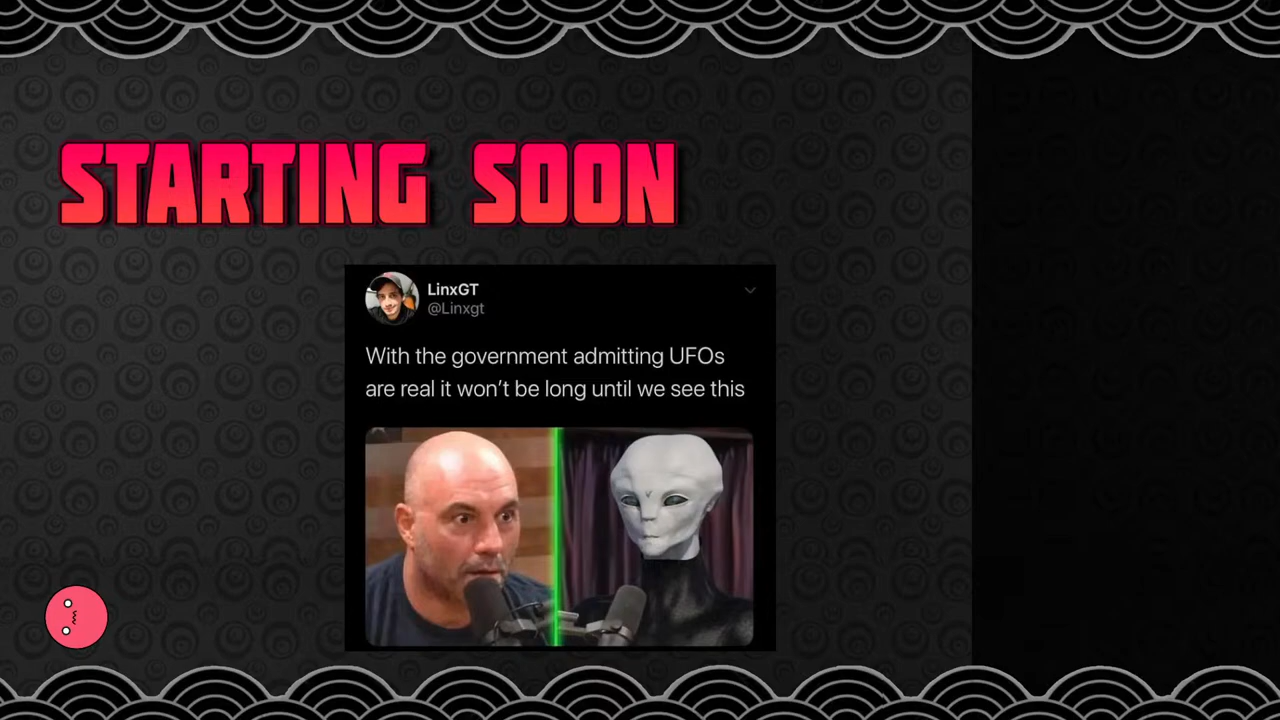 STARTING SOON
LinxGT
@Linxgt
With the government admitting UFOs
are real it won't be long until we see this